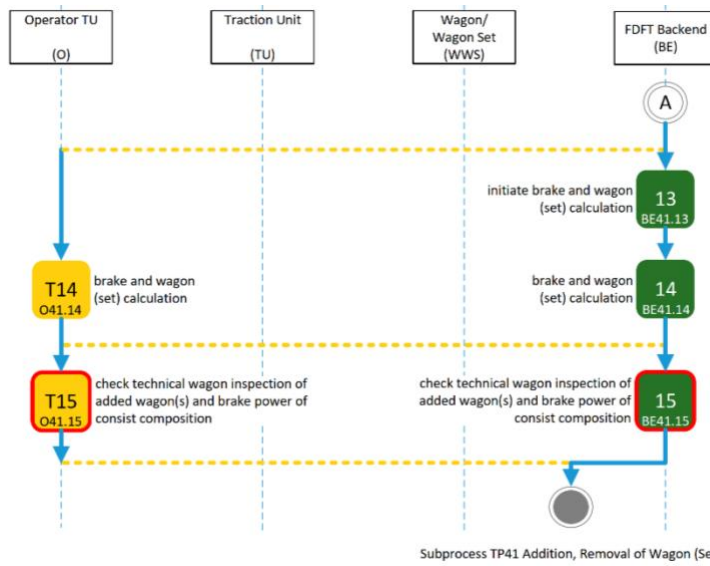 Operator TU
(O)
Traction Unit
(TU)
Wagon/
Wagon Set
(WWS)
FDFT Backend
(BE)
A
initiate brake and wagon
(set) calculation
13
BE41.13
T14
O41.14
brake and wagon
(set) calculation
brake and wagon
(set) calculation
14
BE41.14
T15
O41.15
check technical wagon inspection of
added wagon(s) and brake power of
consist composition
check technical wagon inspection of
added wagon(s) and brake power of
consist composition
15
BE41.15
Subprocess TP41 Addition, Removal of Wagon (Se